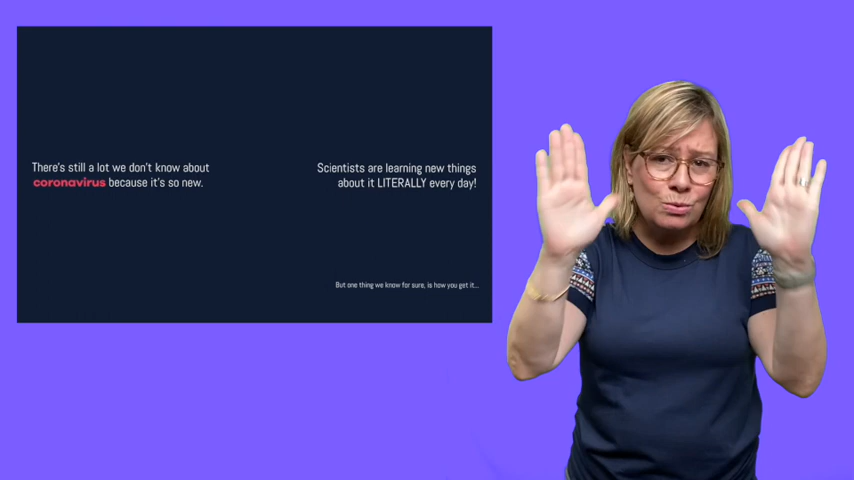 There's still a lot we don't know about
coronavirus because it's so new.
Scientists are learning new things
about it LITERALLY every day!
But one thing we know for sure, is how you get it...